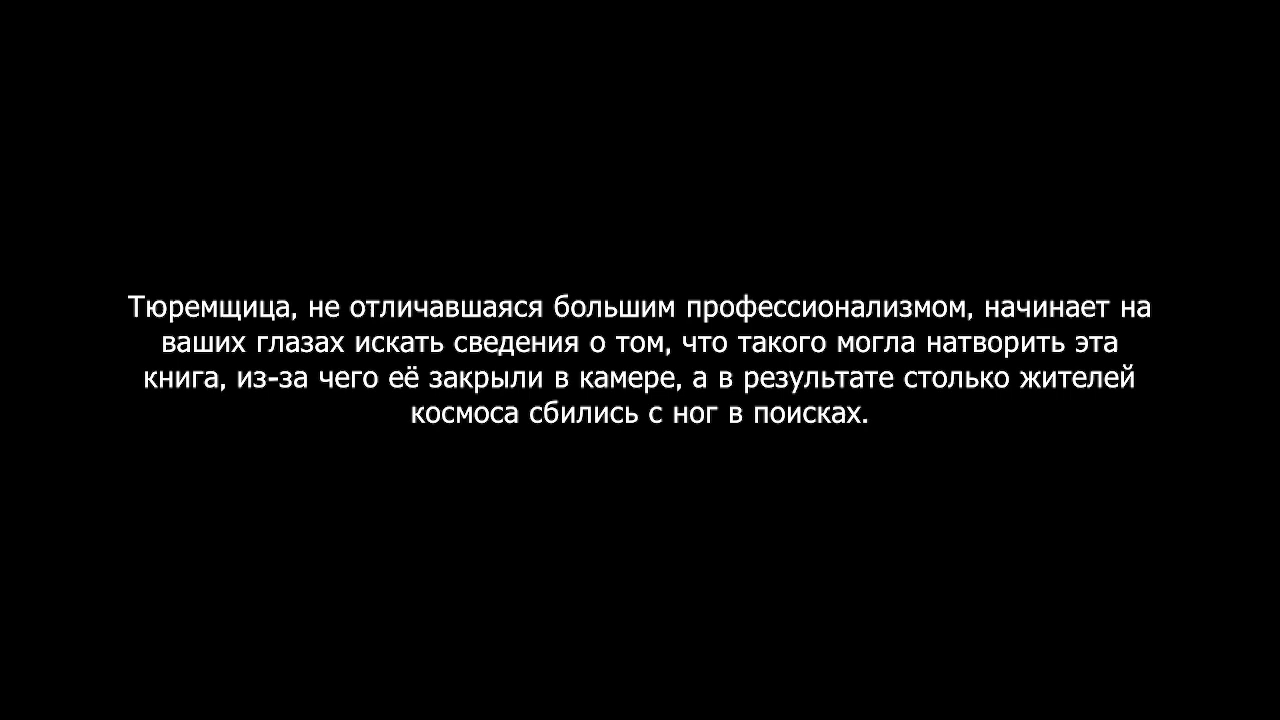 Тюремщица, не отличавшаяся большим профессионализмом, начинает на
ваших глазах искать сведения о том, что такого могла натворить эта
книга, из-за чего её закрыли в камере, а в результате столько жителей
космоса сбились с ног в поисках.